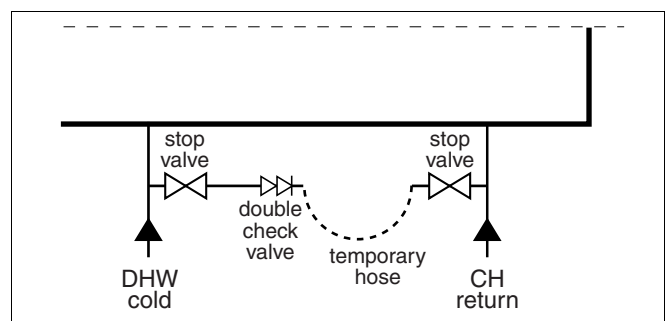 stop
valve
stop
valve
double
check
valve
temporary
hose
DHW
cold
CH
return